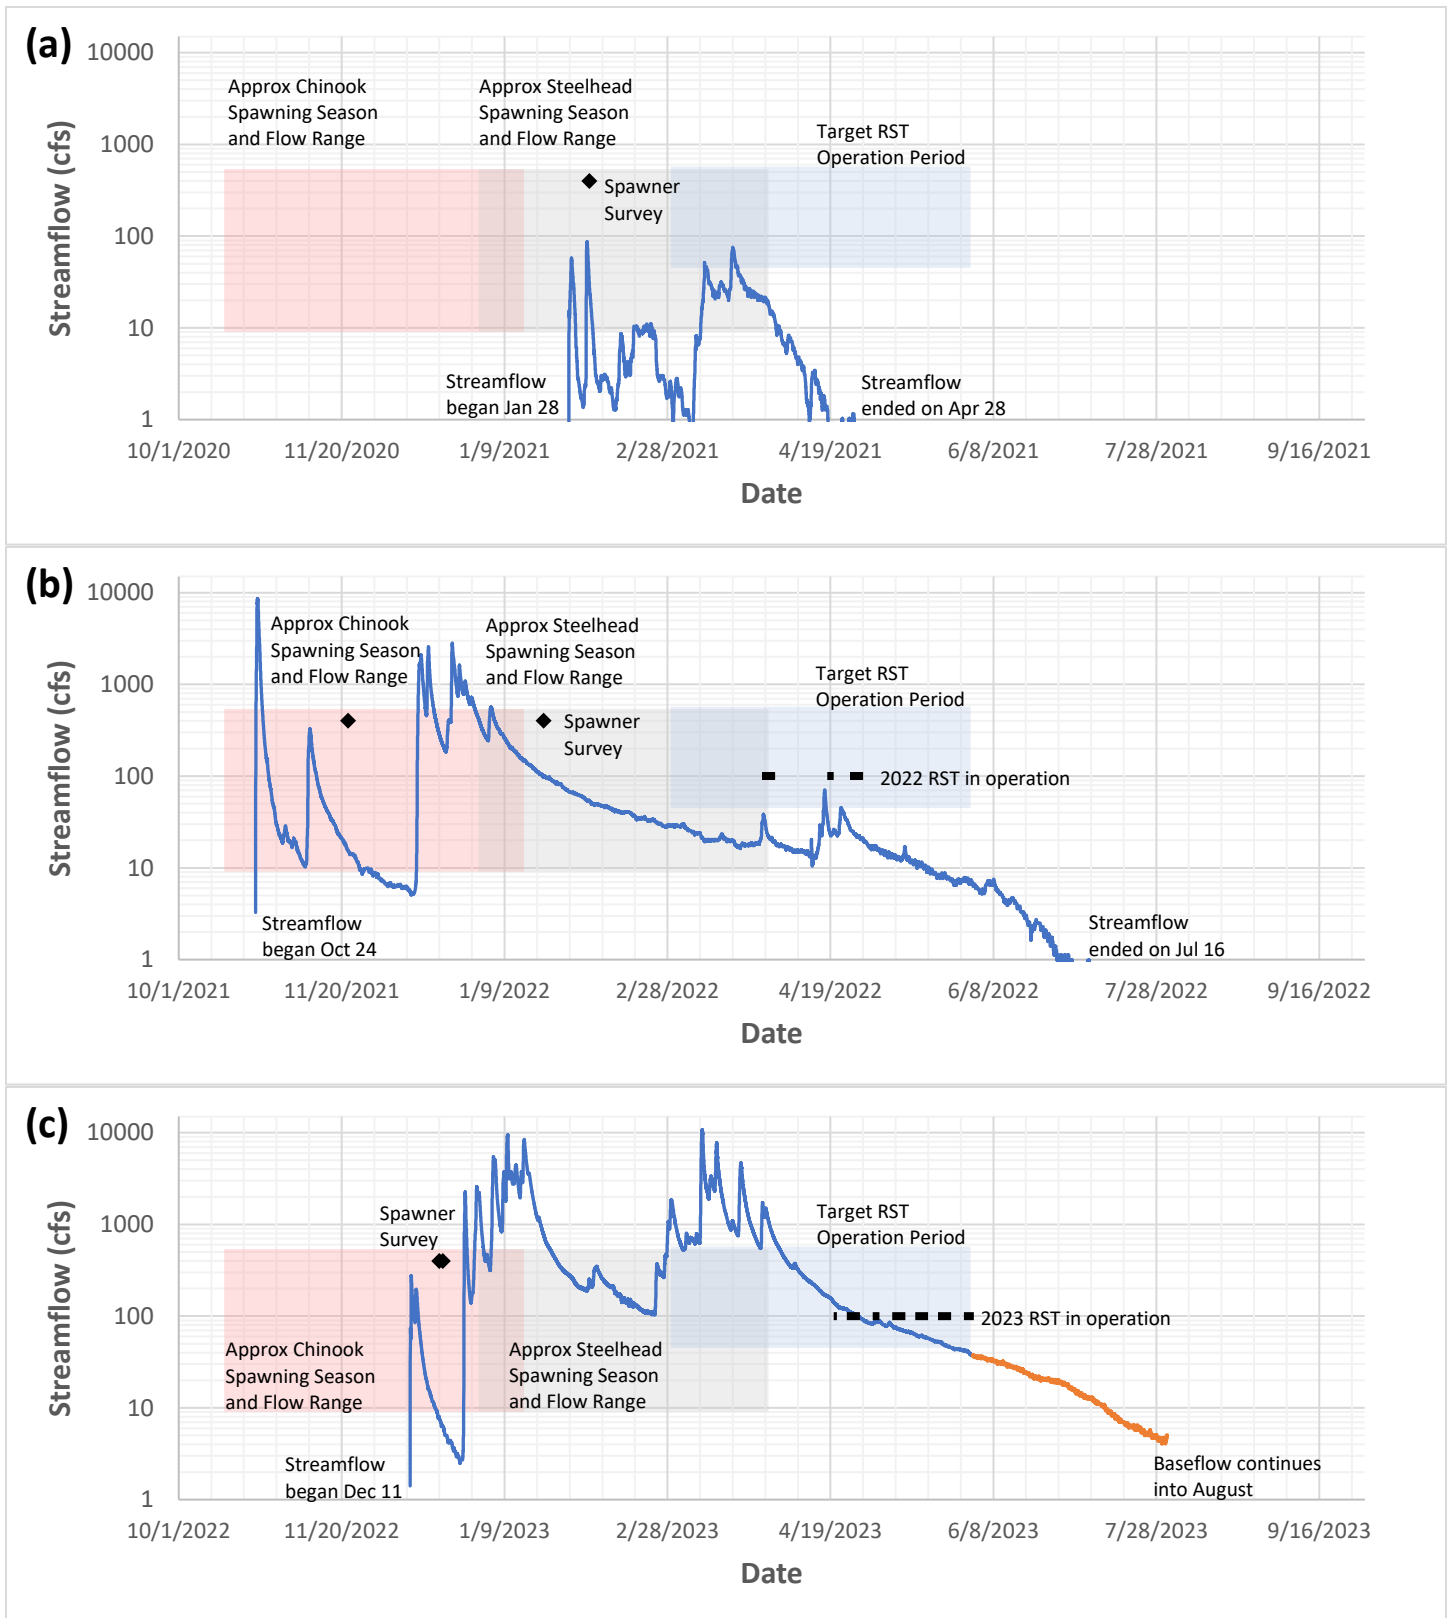 (a)
10000
1000
100
10
1
Streamflow (cfs)
Approx Chinook
Spawning Season
and Flow Range
Approx Steelhead
Spawning Season
and Flow Range
Target RST
Operation Period
Spawner
Survey
Streamflow
began Jan 28
Streamflow
ended on Apr 28
10/1/2020
11/20/2020
1/9/2021
2/28/2021
4/19/2021
6/8/2021
7/28/2021
9/16/2021
Date
(b)
10000
1000
100
10
1
Streamflow (cfs)
Approx Chinook
Spawning Season
and Flow Range
Approx Steelhead
Spawning Season
and Flow Range
Target RST
Operation Period
Spawner
Survey
2022 RST in operation
Streamflow
began Oct 24
Streamflow
ended on Jul 16
10/1/2021
11/20/2021
1/9/2022
2/28/2022
4/19/2022
6/8/2022
7/28/2022
9/16/2022
Date
(c)
10000
1000
100
10
1
Streamflow (cfs)
Spawner
Survey
Target RST
Operation Period
2023 RST in operation
Approx Chinook
Spawning Season
and Flow Range
Approx Steelhead
Spawning Season
and Flow Range
Streamflow
began Dec 11
Baseflow continues
into August
10/1/2022
11/20/2022
1/9/2023
2/28/2023
4/19/2023
6/8/2023
7/28/2023
9/16/2023
Date